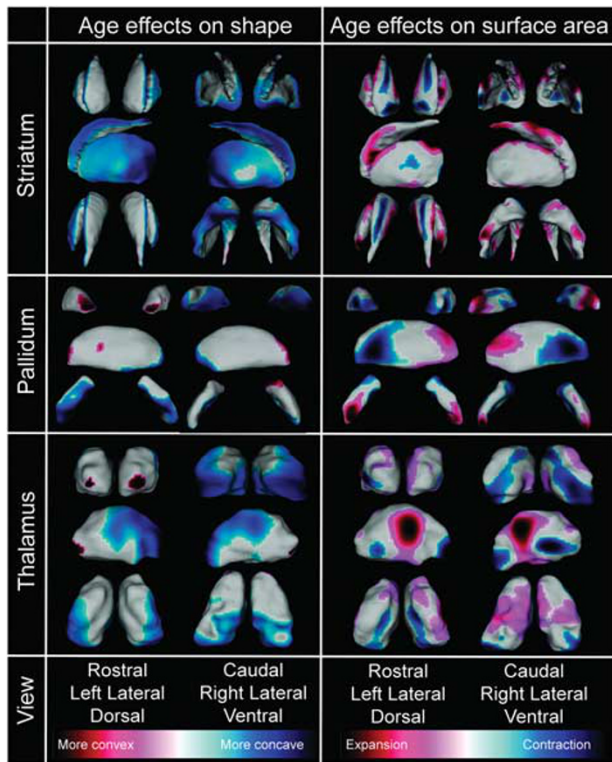 Age effects on shape
Age effects on surface area
Striatum
Pallidum
Thalamus
View
Rostral
Left Lateral
Dorsal
Caudal
Right Lateral
Ventral
Rostral
Left Lateral
Dorsal
Caudal
Right Lateral
Ventral
More convex
More concave
Expansion
Contraction